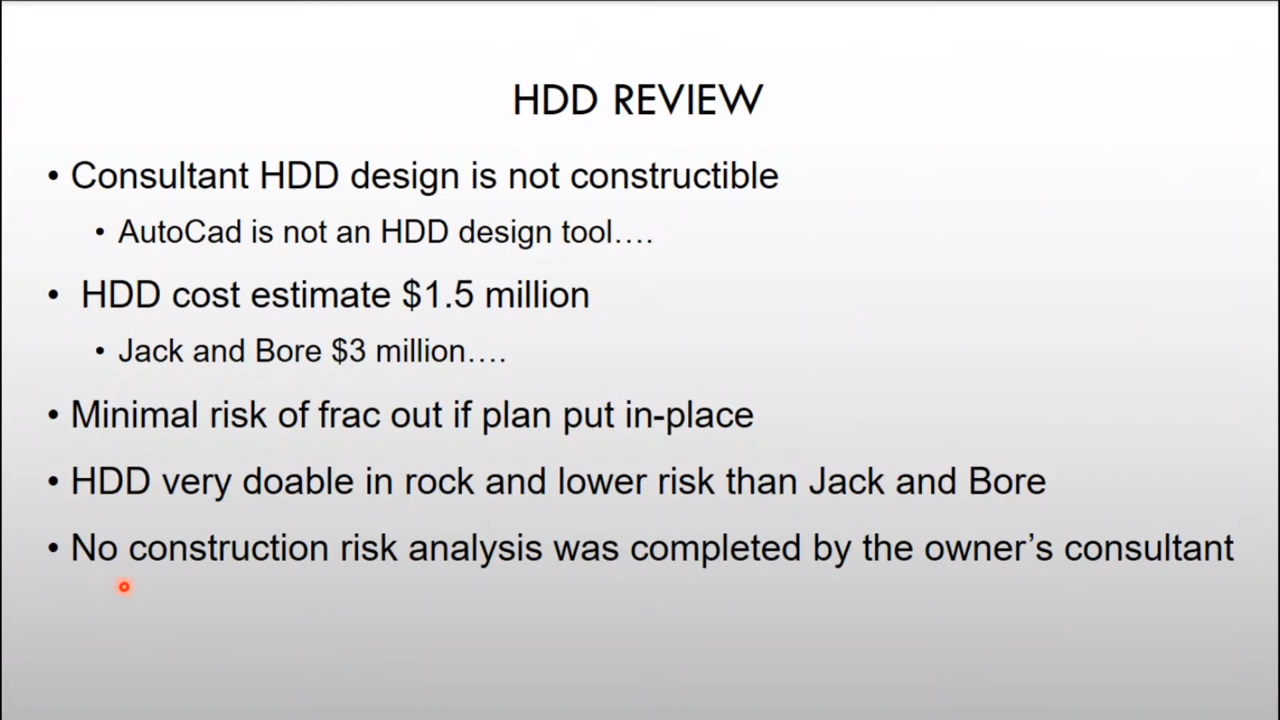 HDD REVIEW
• Consultant HDD design is not constructible
• AutoCad is not an HDD design tool….
• HDD cost estimate $1.5 million
• Jack and Bore $3 million….
• Minimal risk of frac out if plan put in-place
• HDD very doable in rock and lower risk than Jack and Bore
• No construction risk analysis was completed by the owner’s consultant